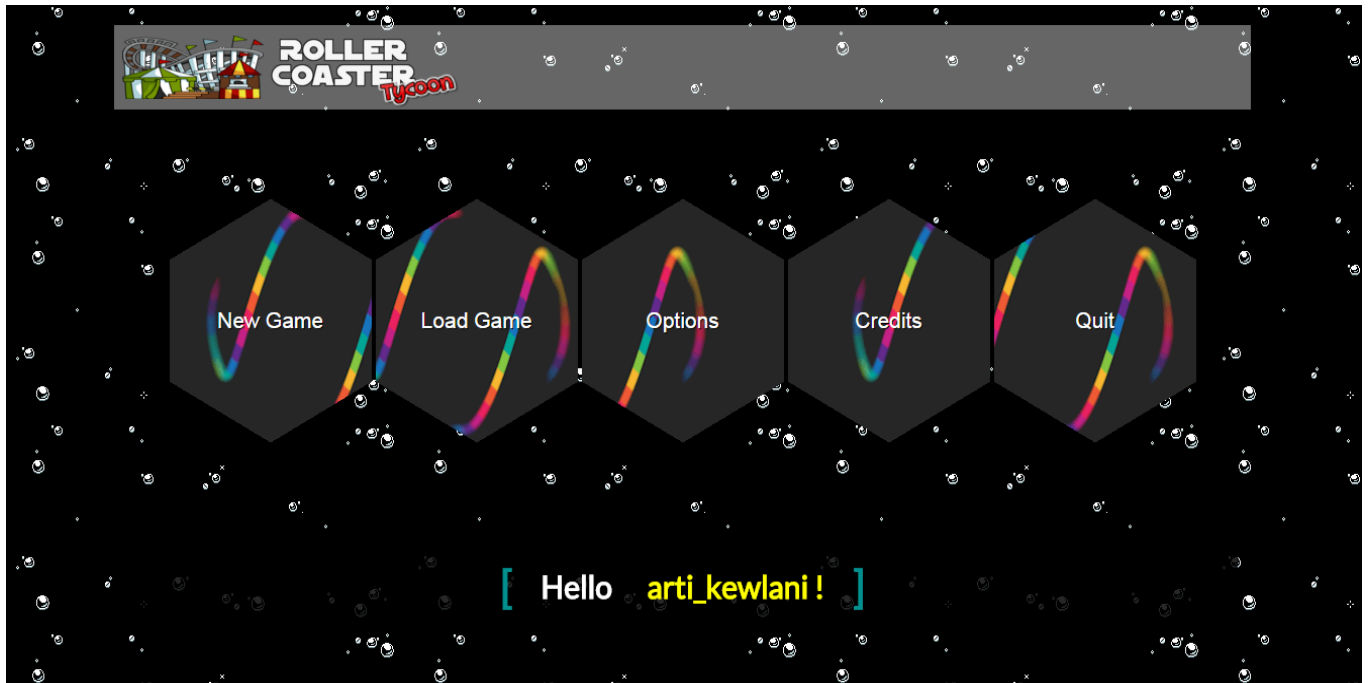 ROLLER
COASTER
Tycoon
New Game Load Game Options Credits Quit
[ Hello arti_kewlani ! ]